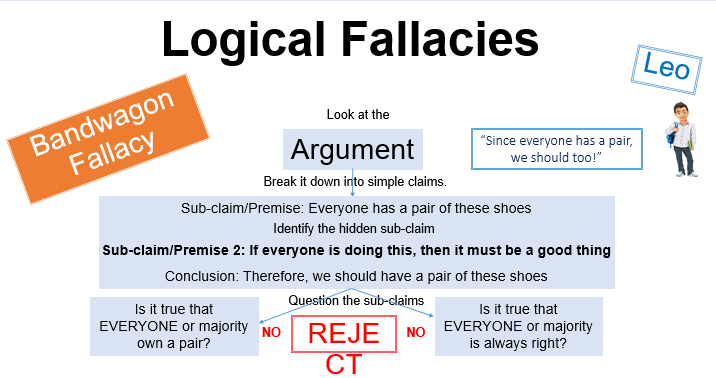 Logical Fallacies
Leo
Bandwagon
Fallacy
Look at the
Argument
“Since everyone has a pair,
we should too!”
Break it down into simple claims.
Sub-claim/Premise: Everyone has a pair of these shoes
Identify the hidden sub-claim
Sub-claim/Premise 2: If everyone is doing this, then it must be a good thing
Conclusion: Therefore, we should have a pair of these shoes
Question the sub-claims
Is it true that
EVERYONE or majority
own a pair?
NO
REJE
CT
NO
Is it true that
EVERYONE or majority
is always right?